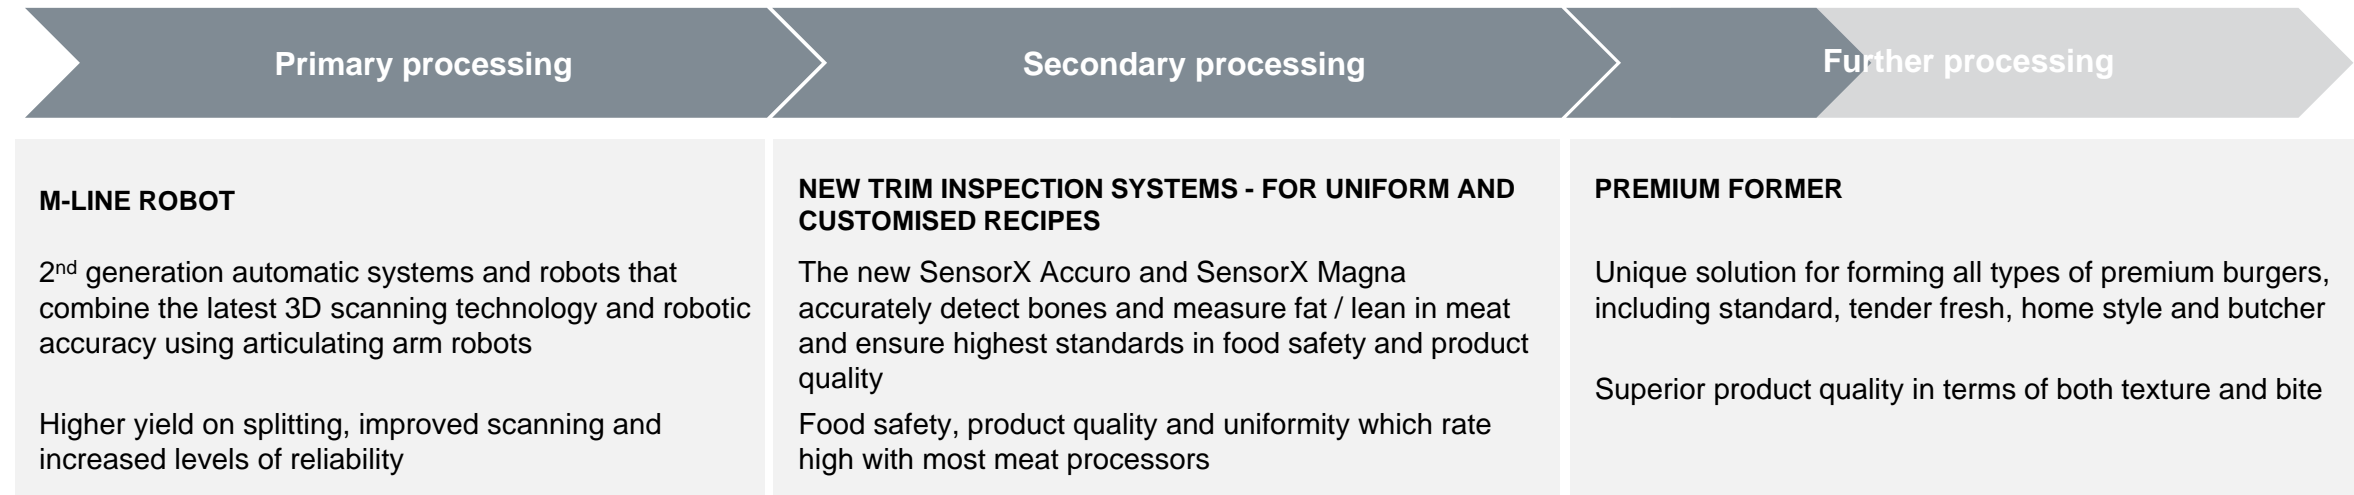 Primary processing
Secondary processing
Further processing
M-LINE ROBOT
2nd generation automatic systems and robots that
combine the latest 3D scanning technology and robotic
accuracy using articulating arm robots
Higher yield on splitting, improved scanning and
increased levels of reliability
NEW TRIM INSPECTION SYSTEMS - FOR UNIFORM AND
CUSTOMISED RECIPES
The new SensorX Accuro and SensorX Magna
accurately detect bones and measure fat / lean in meat
and ensure highest standards in food safety and product
quality
Food safety, product quality and uniformity which rate
high with most meat processors
PREMIUM FORMER
Unique solution for forming all types of premium burgers,
including standard, tender fresh, home style and butcher
Superior product quality in terms of both texture and bite